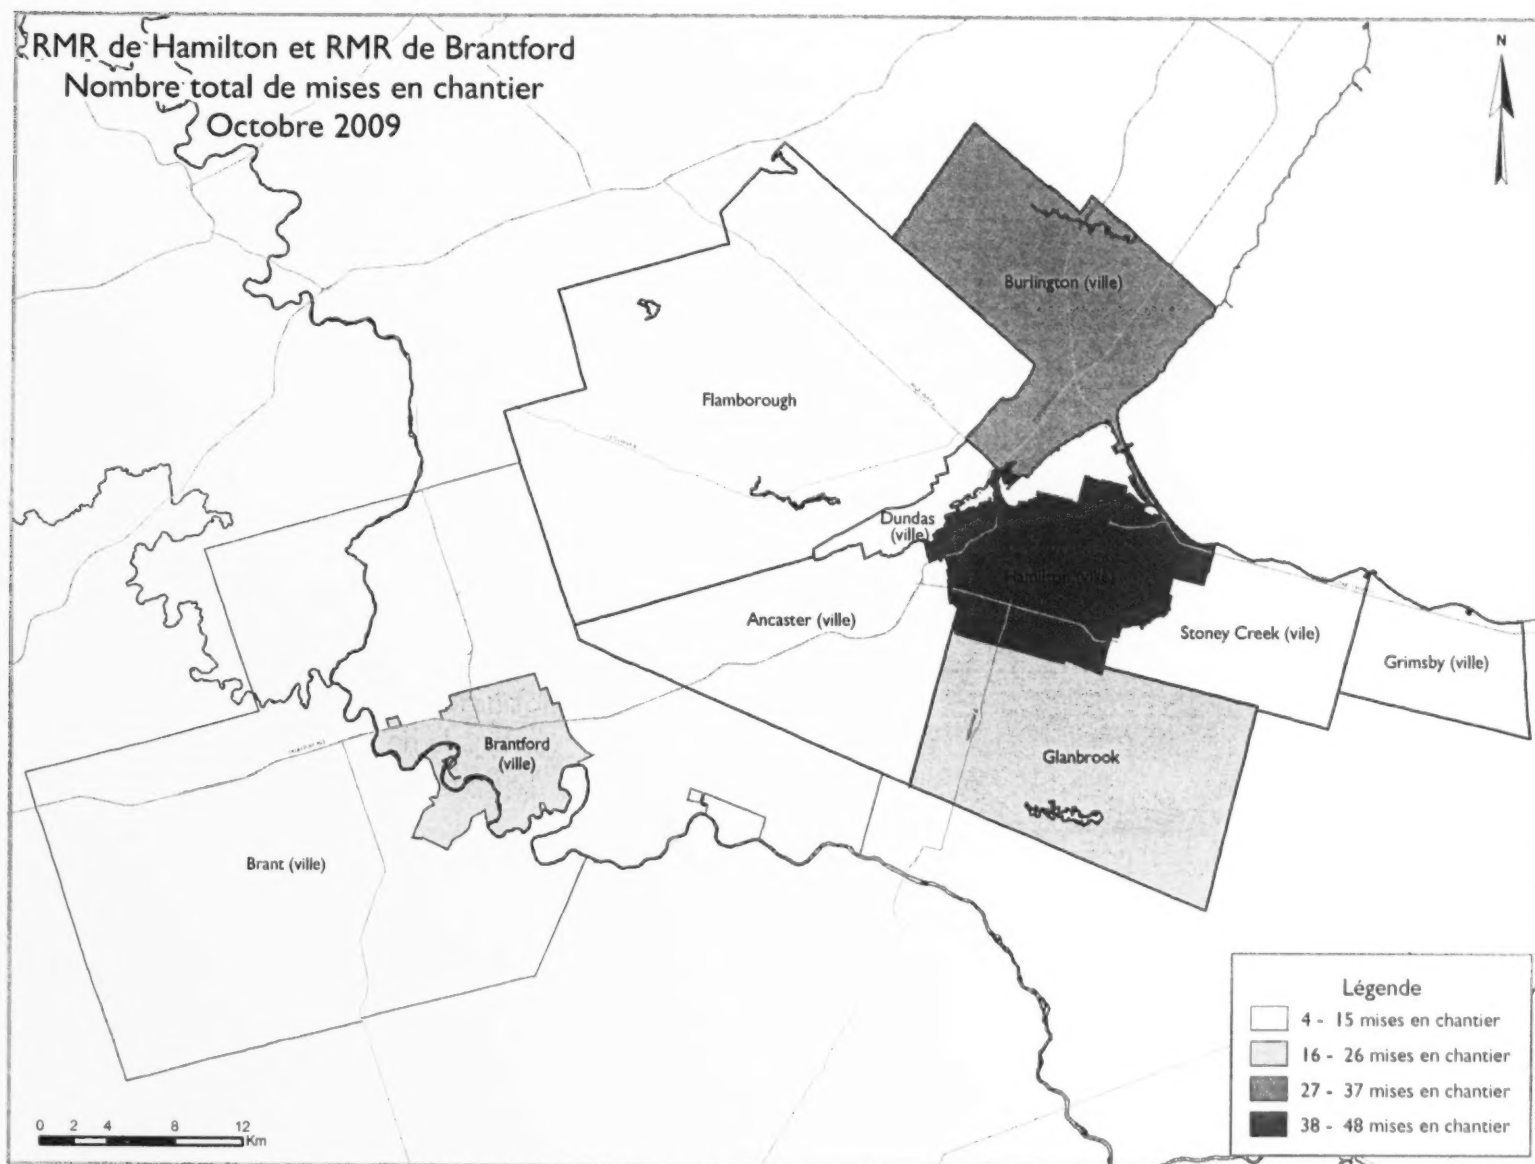 RMR de Hamilton et RMR de Brantford
Nombre total de mises en chantier
Octobre 2009
N
Burlington (ville)
Flamborough
Dundas
(ville)
Hamilton (ville)
Ancaster (ville)
Stoney Creek (vile)
Grimsby (ville)
Brantford
(ville)
Glanbrook
Brant (ville)
Légende
4 - 15 mises en chantier
16 - 26 mises en chantier
27 - 37 mises en chantier
38 - 48 mises en chantier
0 2 4 8 12
Km